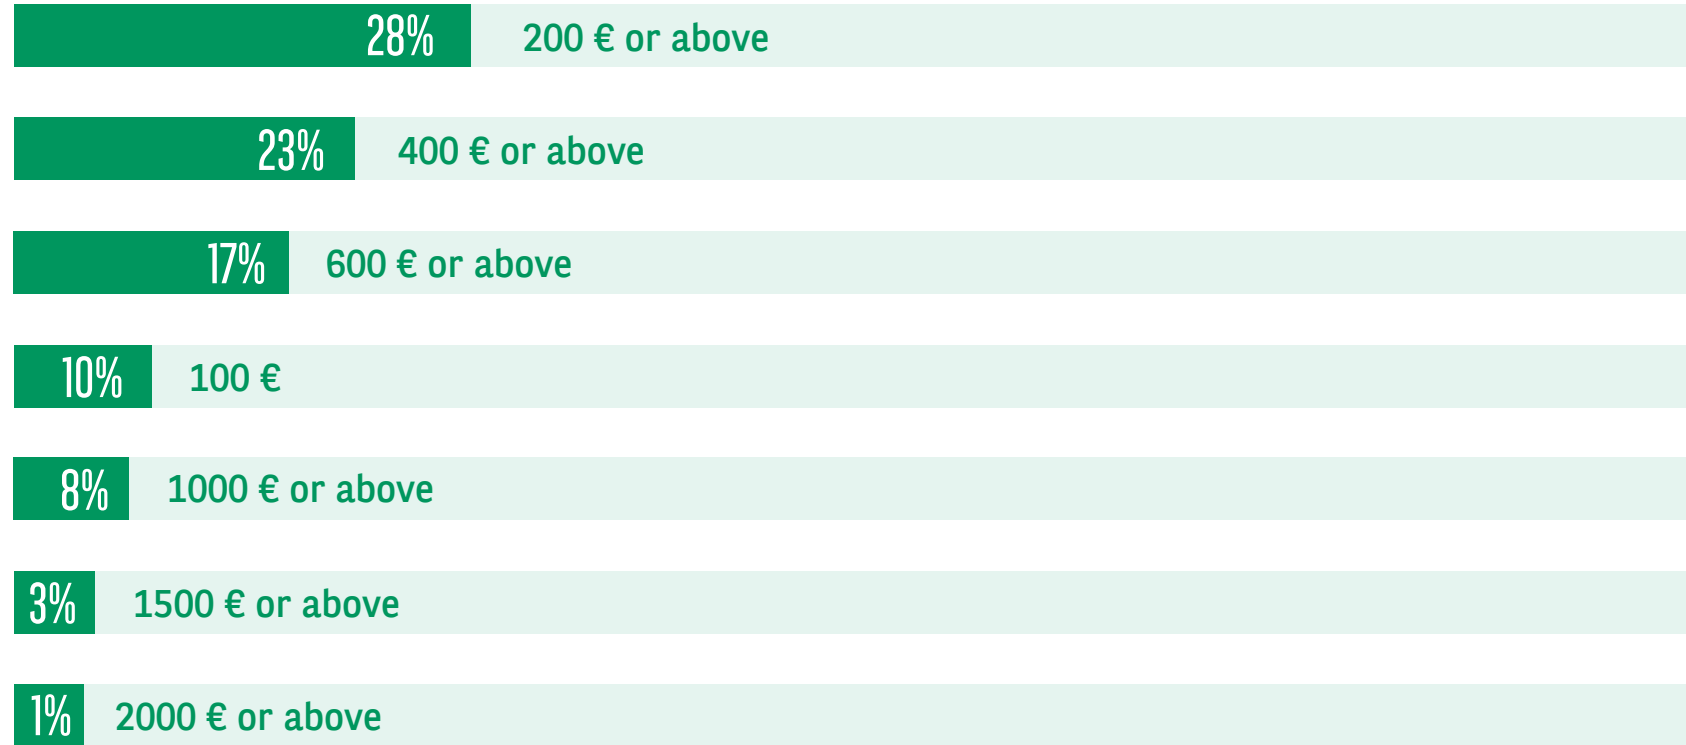 28% 200 € or above
23% 400 € or above
17% 600 € or above
10% 100 €
8% 1000 € or above
3% 1500 € or above
1% 2000 € or above